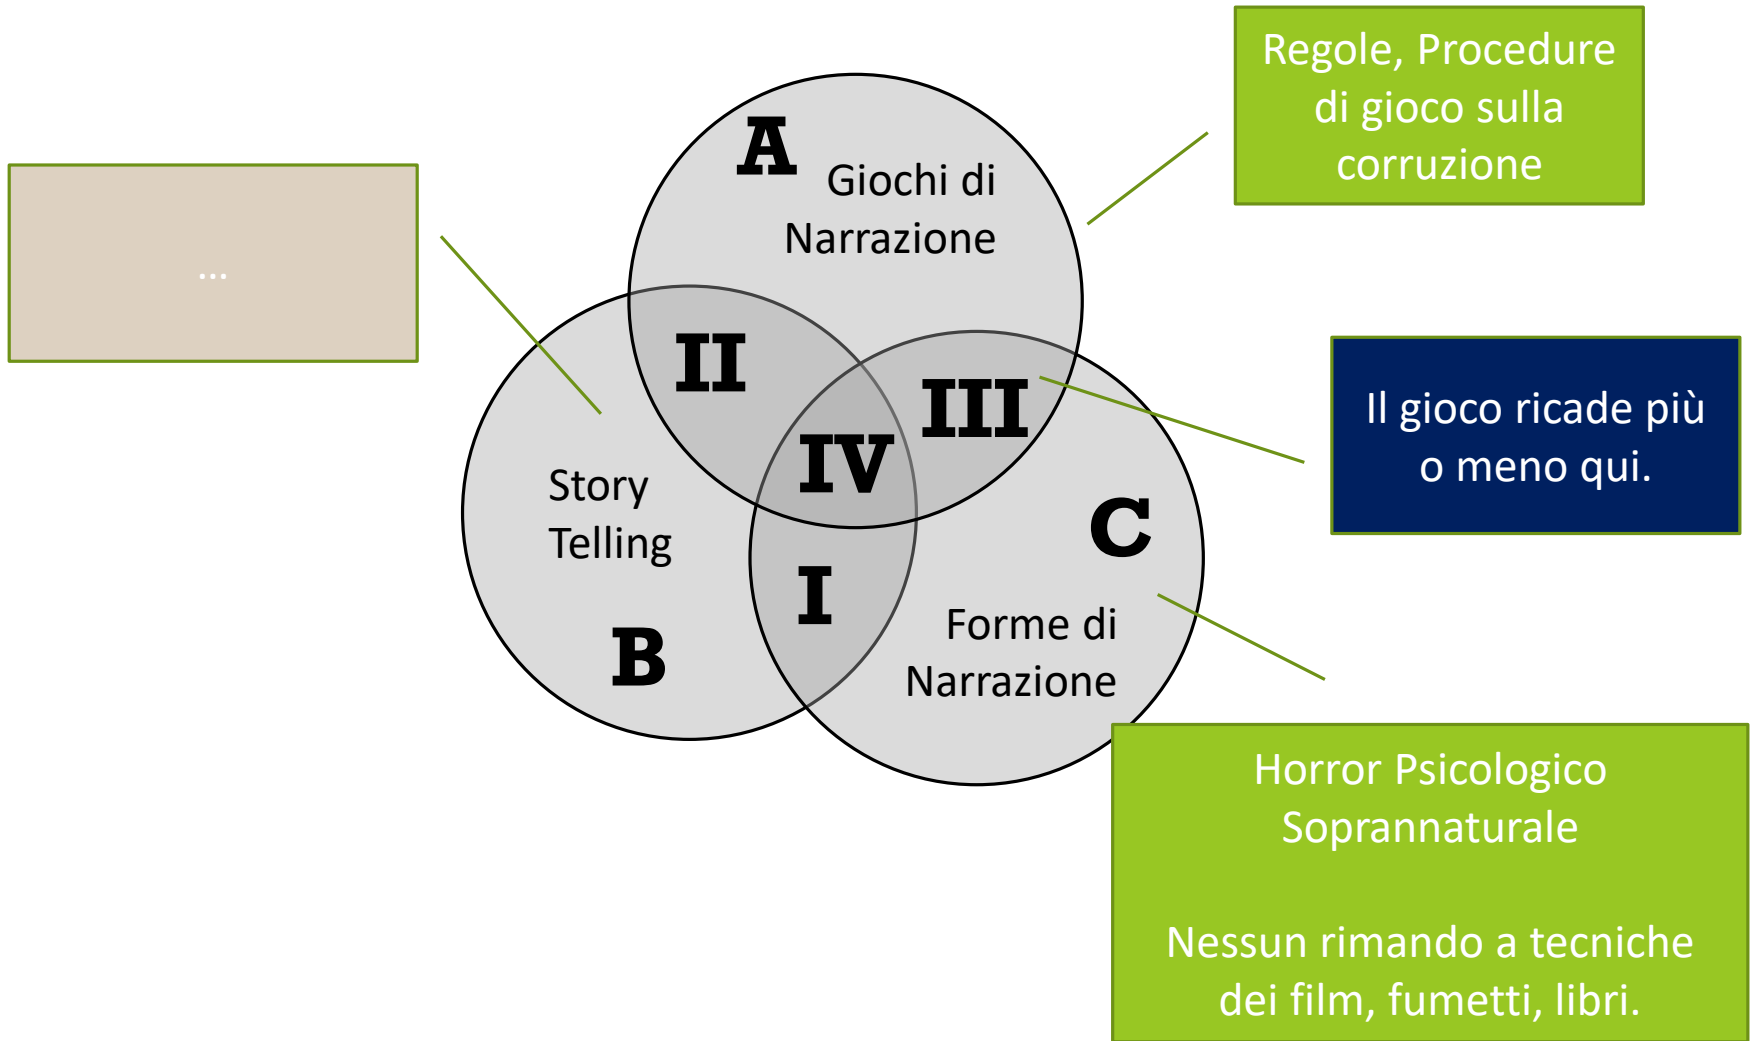 Regole, Procedure
di gioco sulla
corruzione
A
Giochi di
Narrazione
...
II
III
IV
Il gioco ricade più
o meno qui.
Story
Telling
C
I
B
Forme di
Narrazione
Horror Psicologico
Soprannaturale
Nessun rimando a tecniche
dei film, fumetti, libri.